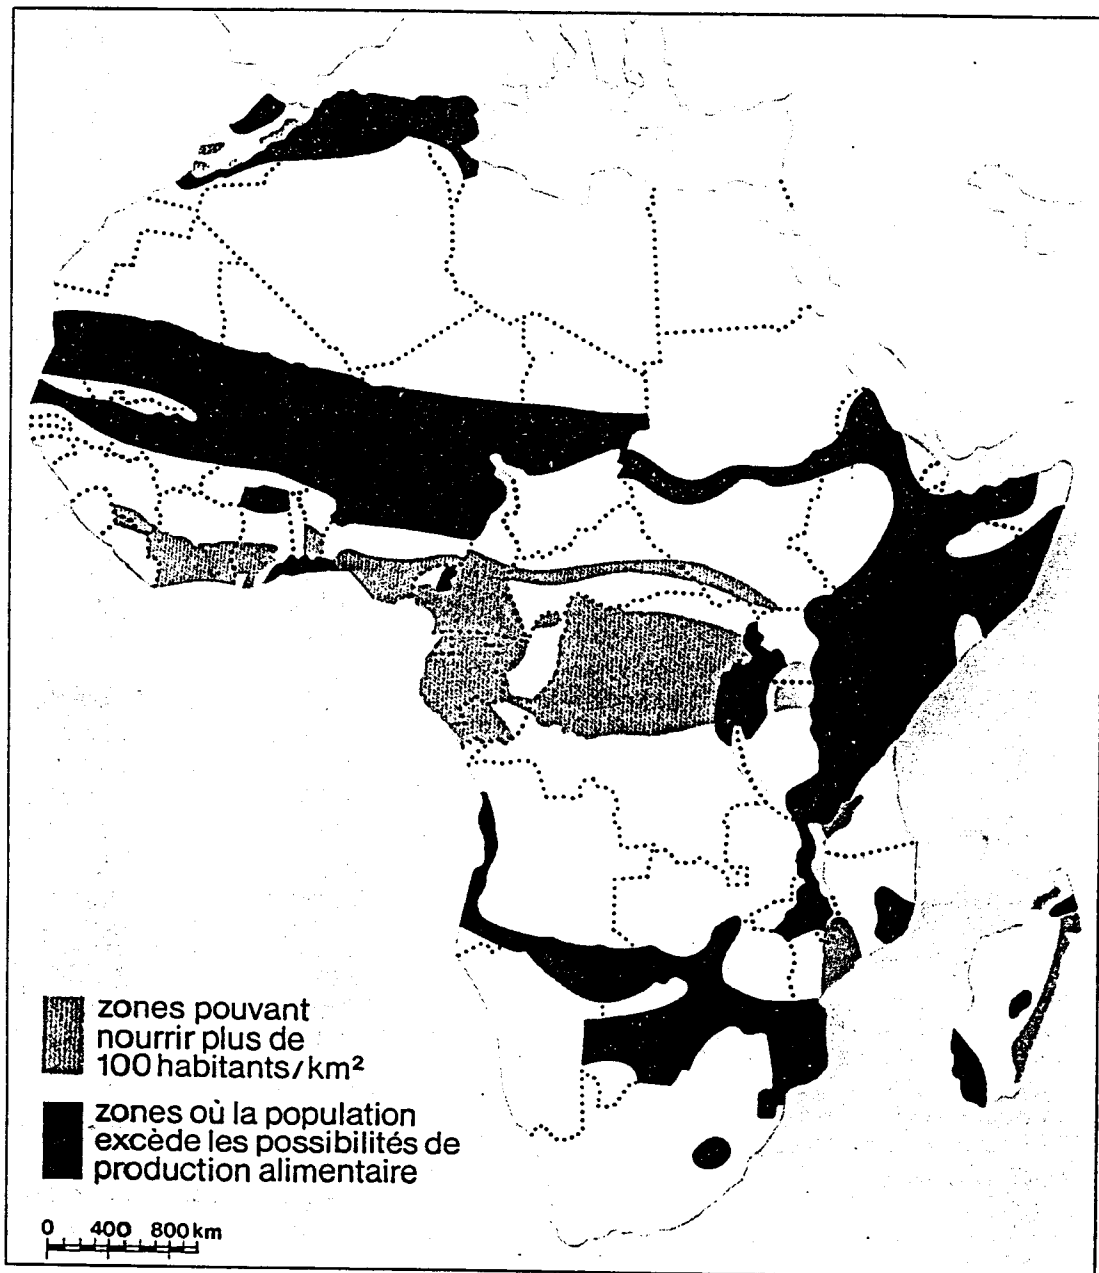 zones pouvant
nourrir plus de
100 habitants/km²
zones où la population
excède les possibilités de
production alimentaire
0 400 800 km